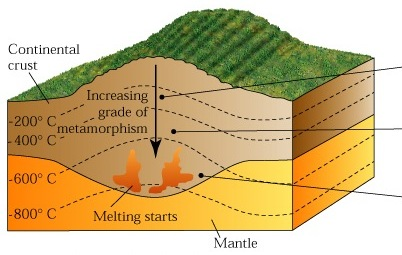 Continental
crust
Increasing
grade of
metamorphism
-200° C
-400° C
-600° C
-800° C
Melting starts
Mantle